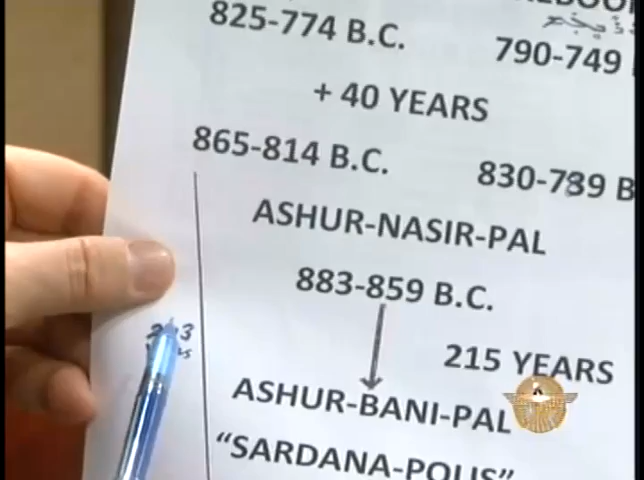 825-774 B.C.
790-749
+ 40 YEARS
865-814 B.C.
830-789 B
ASHUR-NASIR-PAL
883-859 B.C.
215 YEARS
ASHUR-BANI-PAL
“SARDANA-POLIS”